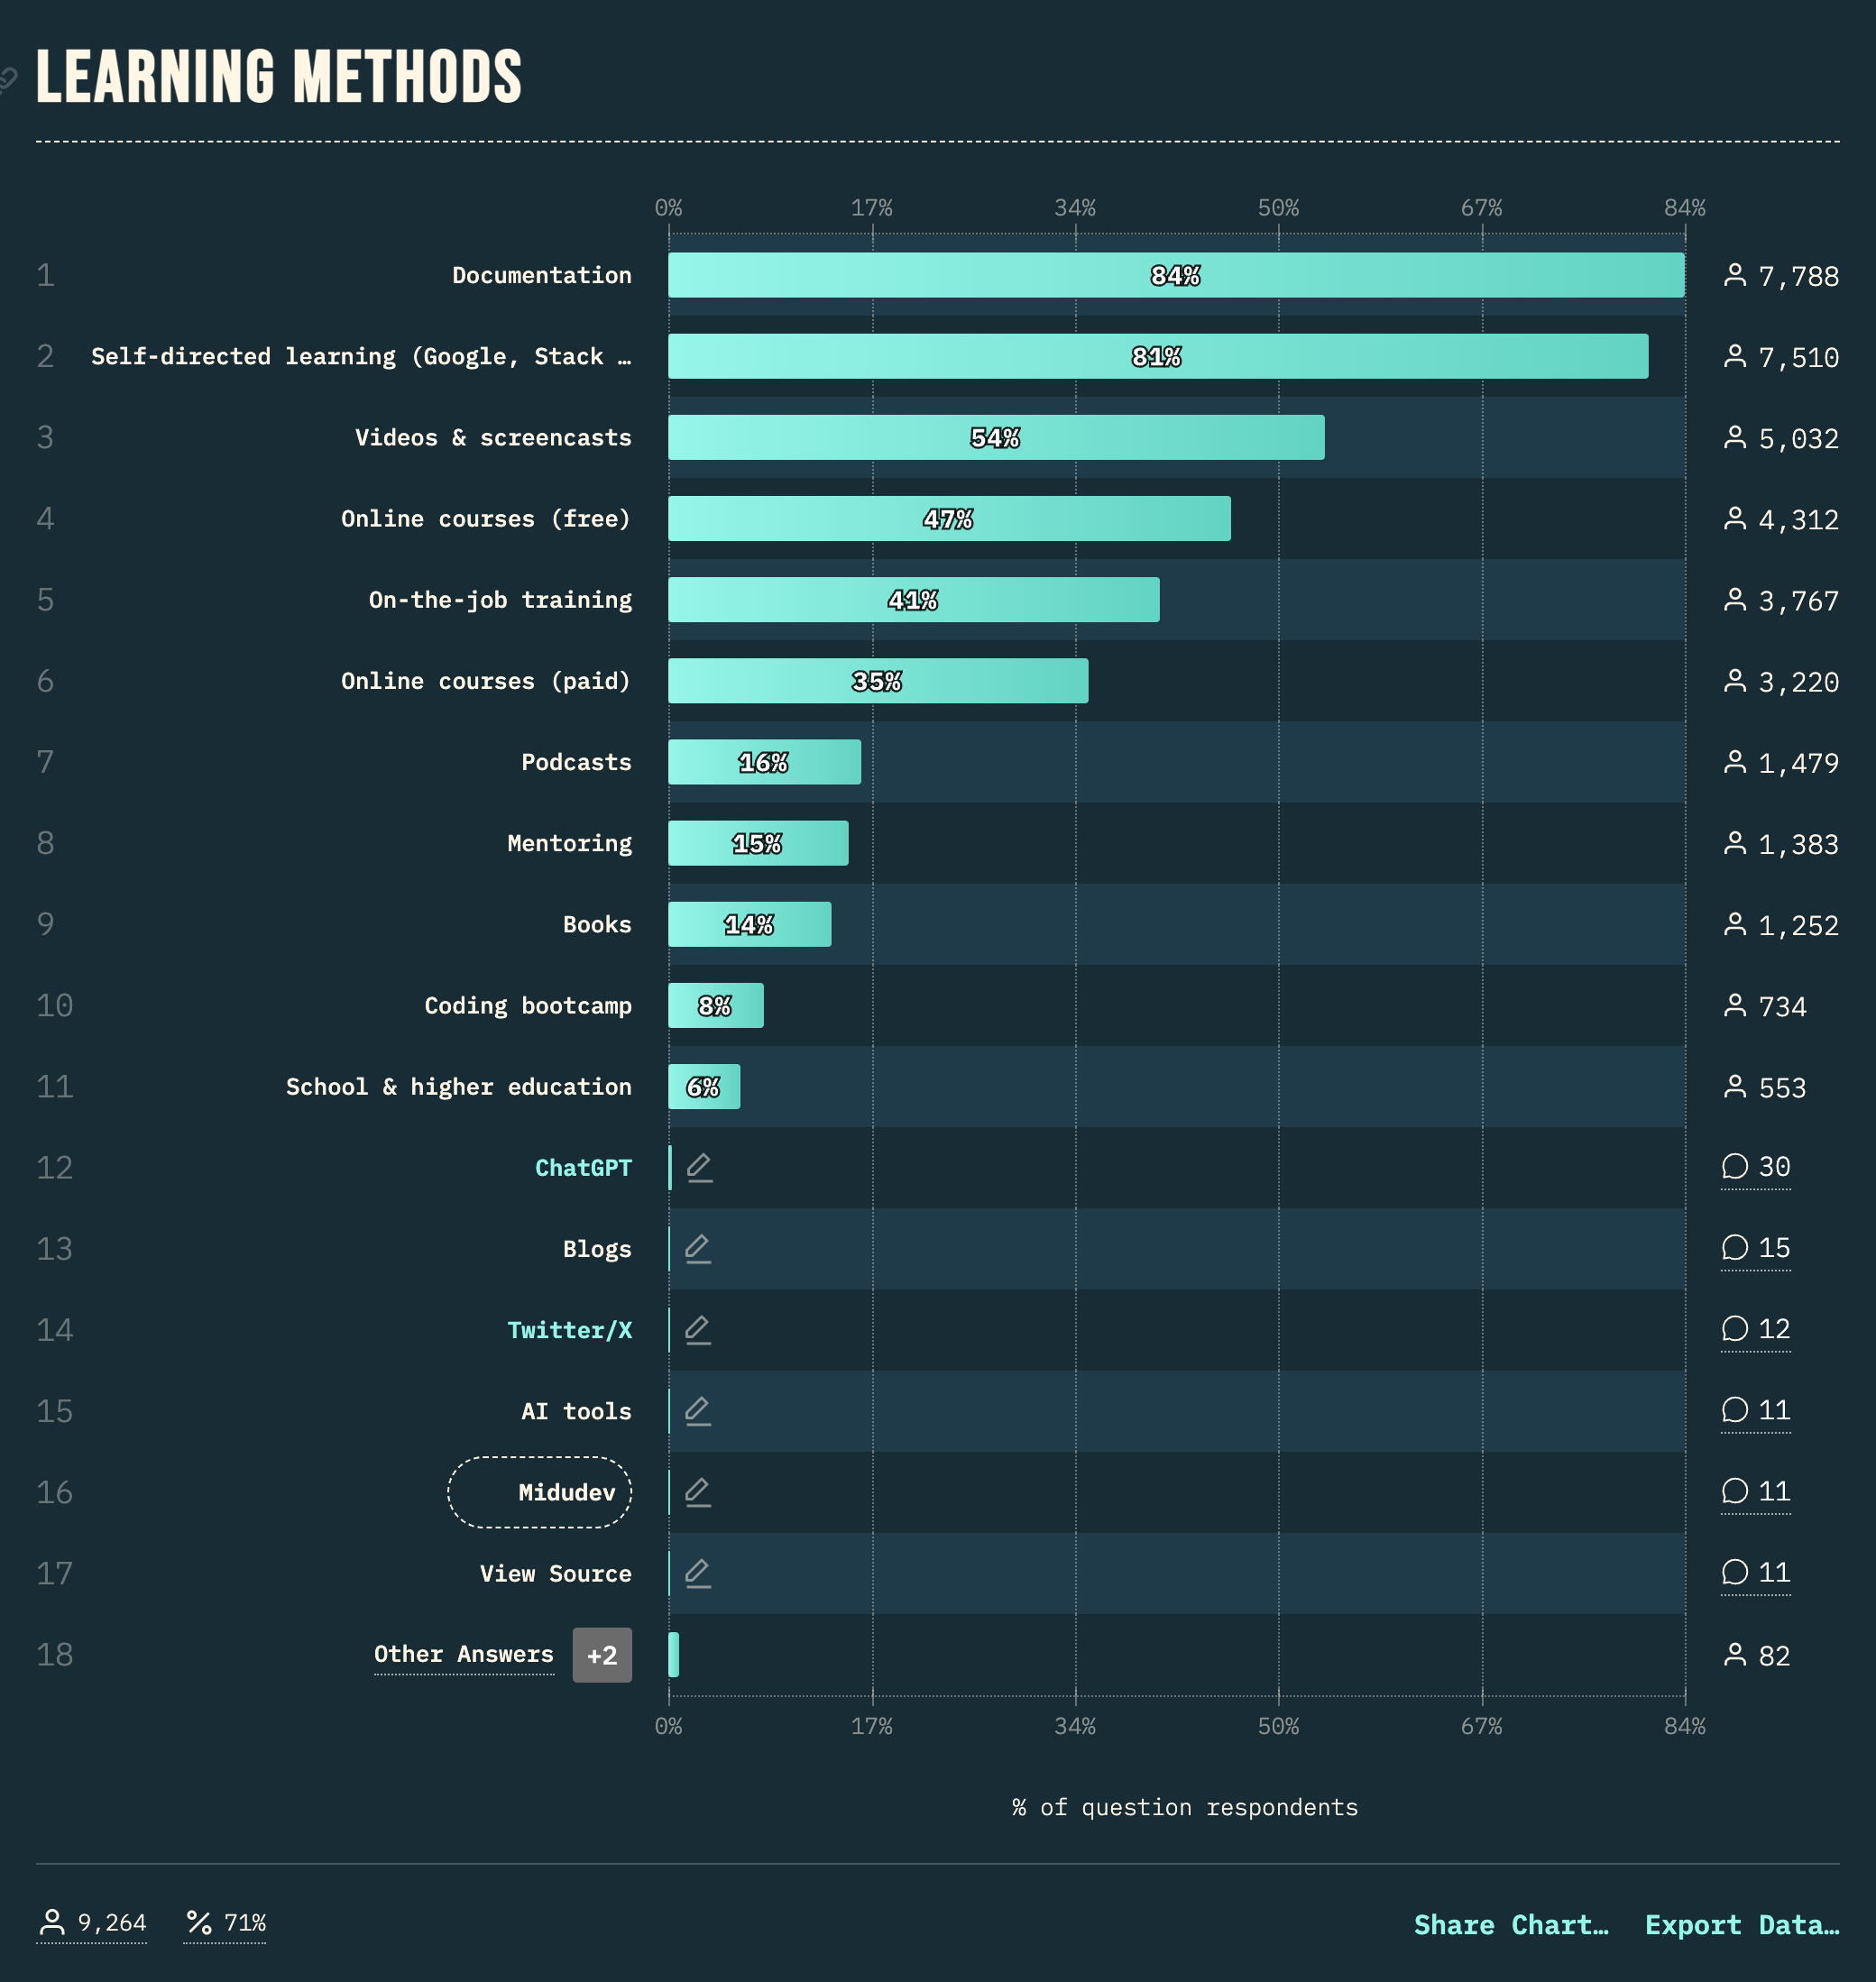 LEARNING METHODS
0% 17% 34% 50% 67% 84%
1 Documentation 84% 7,788
2 Self-directed learning (Google, Stack … 81% 7,510
3 Videos & screencasts 54% 5,032
4 Online courses (free) 47% 4,312
5 On-the-job training 41% 3,767
6 Online courses (paid) 35% 3,220
7 Podcasts 16% 1,479
8 Mentoring 15% 1,383
9 Books 14% 1,252
10 Coding bootcamp 8% 734
11 School & higher education 6% 553
12 ChatGPT 30
13 Blogs 15
14 Twitter/X 12
15 AI tools 11
16 Midudev 11
17 View Source 11
18 Other Answers +2 82
0% 17% 34% 50% 67% 84%
% of question respondents
9,264 % 71% Share Chart… Export Data…